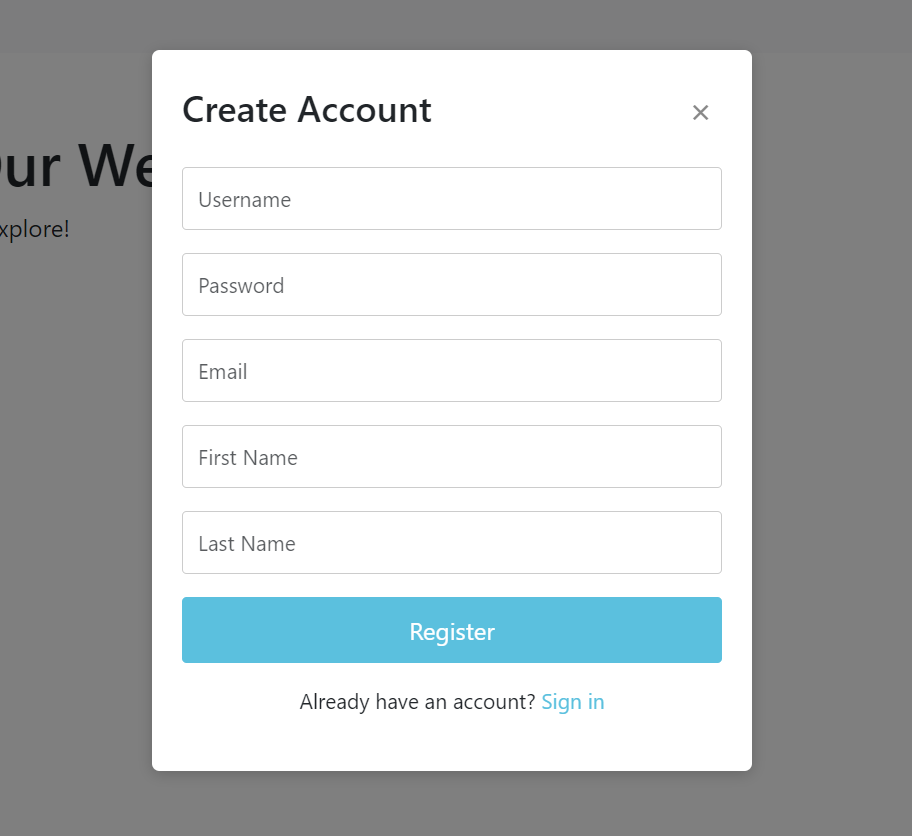 Create Account
×
ur We
xplore!
Username
Password
Email
First Name
Last Name
Register
Already have an account? Sign in